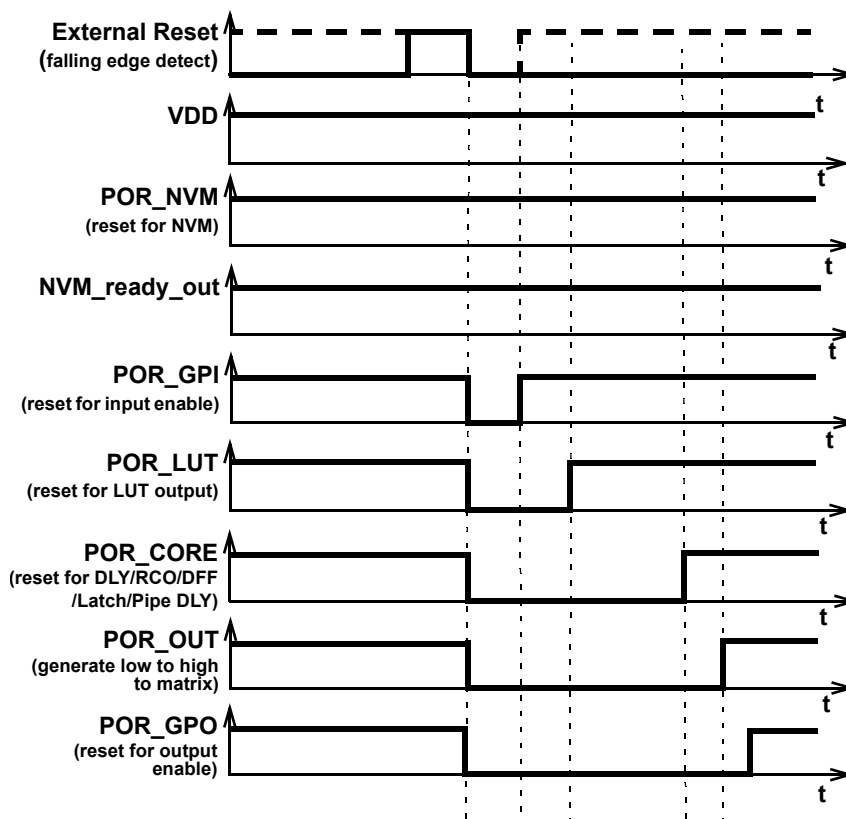 External Reset
(falling edge detect)
t
VDD
t
POR_NVM
(reset for NVM)
t
NVM_ready_out
t
POR_GPI
(reset for input enable)
t
POR_LUT
(reset for LUT output)
t
POR_CORE
(reset for DLY/RCO/DFF
/Latch/Pipe DLY)
t
POR_OUT
(generate low to high
to matrix)
t
POR_GPO
(reset for output
enable)
t